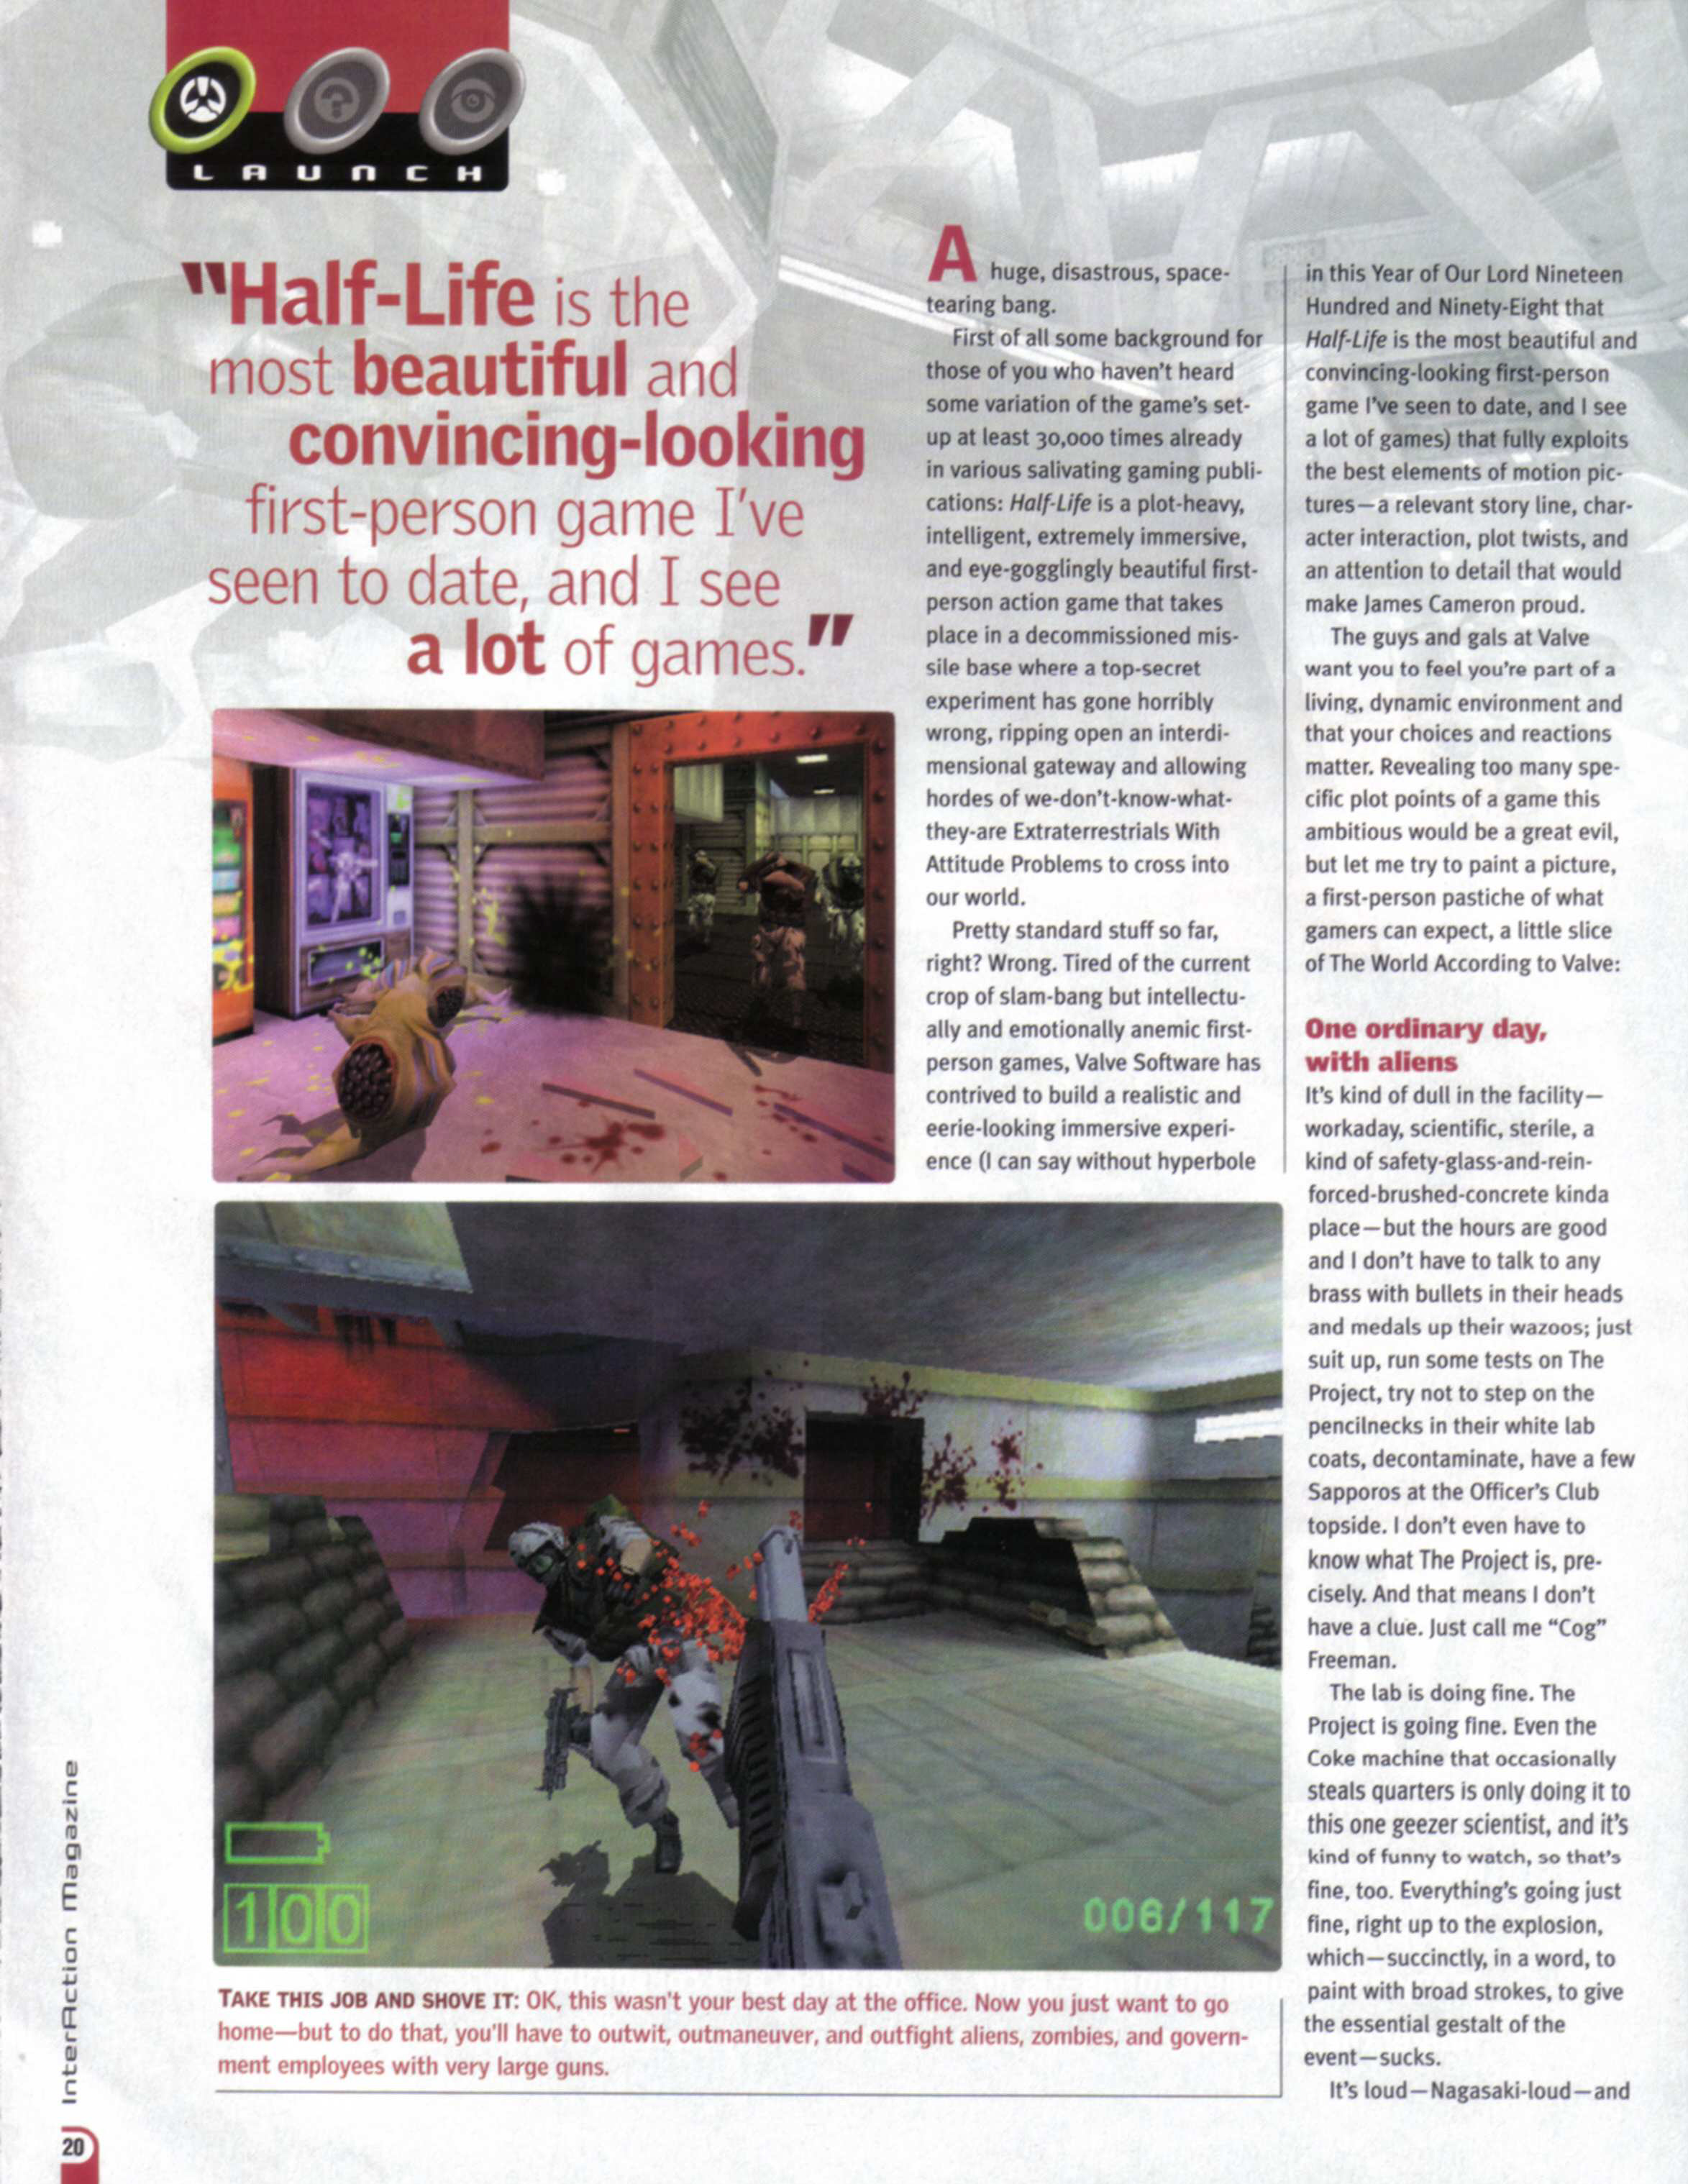 LAUNCH
"Half-Life is the
most beautiful and
convincing-looking
first-person game I've
seen to date, and I see
a lot of games."
A huge, disastrous, space-
tearing bang.
First of all some background for
those of you who haven't heard
some variation of the game's set-
up at least 30,000 times already
in various salivating gaming publi-
cations: Half-Life is a plot-heavy,
intelligent, extremely immersive,
and eye-gogglingly beautiful first-
person action game that takes
place in a decommissioned mis-
sile base where a top-secret
experiment has gone horribly
wrong, ripping open an interdi-
mensional gateway and allowing
hordes of we-don't-know-what-
they-are Extraterrestrials With
Attitude Problems to cross into
our world.
Pretty standard stuff so far,
right? Wrong. Tired of the current
crop of slam-bang but intellectu-
ally and emotionally anemic first-
person games, Valve Software has
contrived to build a realistic and
eerie-looking immersive experi-
ence (I can say without hyperbole
in this Year of Our Lord Nineteen
Hundred and Ninety-Eight that
Half-Life is the most beautiful and
convincing-looking first-person
game I've seen to date, and I see
a lot of games) that fully exploits
the best elements of motion pic-
tures—a relevant story line, char-
acter interaction, plot twists, and
an attention to detail that would
make James Cameron proud.
The guys and gals at Valve
want you to feel you're part of a
living, dynamic environment and
that your choices and reactions
matter. Revealing too many spe-
cific plot points of a game this
ambitious would be a great evil,
but let me try to paint a picture,
a first-person pastiche of what
gamers can expect, a little slice
of The World According to Valve:
One ordinary day,
with aliens
It's kind of dull in the facility—
workaday, scientific, sterile, a
kind of safety-glass-and-rein-
forced-brushed-concrete kinda
place—but the hours are good
and I don't have to talk to any
brass with bullets in their heads
and medals up their wazoos; just
suit up, run some tests on The
Project, try not to step on the
pencilnecks in their white lab
coats, decontaminate, have a few
Sapporos at the Officer's Club
topside. I don't even have to
know what The Project is, pre-
cisely. And that means I don't
have a clue. Just call me “Cog”
Freeman.
The lab is doing fine. The
Project is going fine. Even the
Coke machine that occasionally
steals quarters is only doing it to
this one geezer scientist, and it's
kind of funny to watch, so that's
fine, too. Everything's going just
fine, right up to the explosion,
which—succinctly, in a word, to
paint with broad strokes, to give
the essential gestalt of the
event—sucks.
It's loud—Nagasaki-loud—and
100
006/117
TAKE THIS JOB AND SHOVE IT: OK, this wasn't your best day at the office. Now you just want to go
home—but to do that, you'll have to outwit, outmaneuver, and outfight aliens, zombies, and govern-
ment employees with very large guns.
InterAction Magazine
20